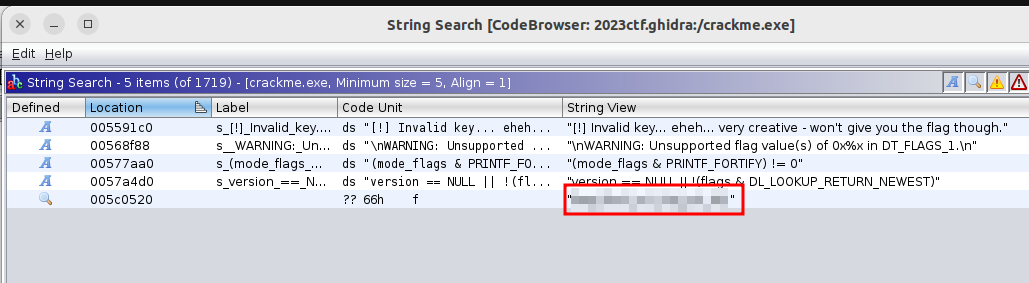 String Search [CodeBrowser: 2023ctf.ghidra:/crackme.exe]
Edit Help
String Search - 5 items (of 1719) - [crackme.exe, Minimum size = 5, Align = 1]
Defined Location Label Code Unit String View
A 005591c0 s_[!]_Invalid_key.... ds "[!] Invalid key... eheh... "[!] Invalid key... eheh... very creative - won't give you the flag though."
A 00568f88 s__WARNING:_Un... ds "\nWARNING: Unsupported ... "\nWARNING: Unsupported flag value(s) of 0x%x in DT_FLAGS_1.\n"
A 00577aa0 s_(mode_flags_... ds "(mode_flags & PRINTF_FO... "(mode_flags & PRINTF_FORTIFY) != 0"
A 0057a4d0 s_version_==_N... ds "version == NULL || !(fl... "version == NULL || !(flags & DL_LOOKUP_RETURN_NEWEST)"
005c0520 ?? 66h f " "